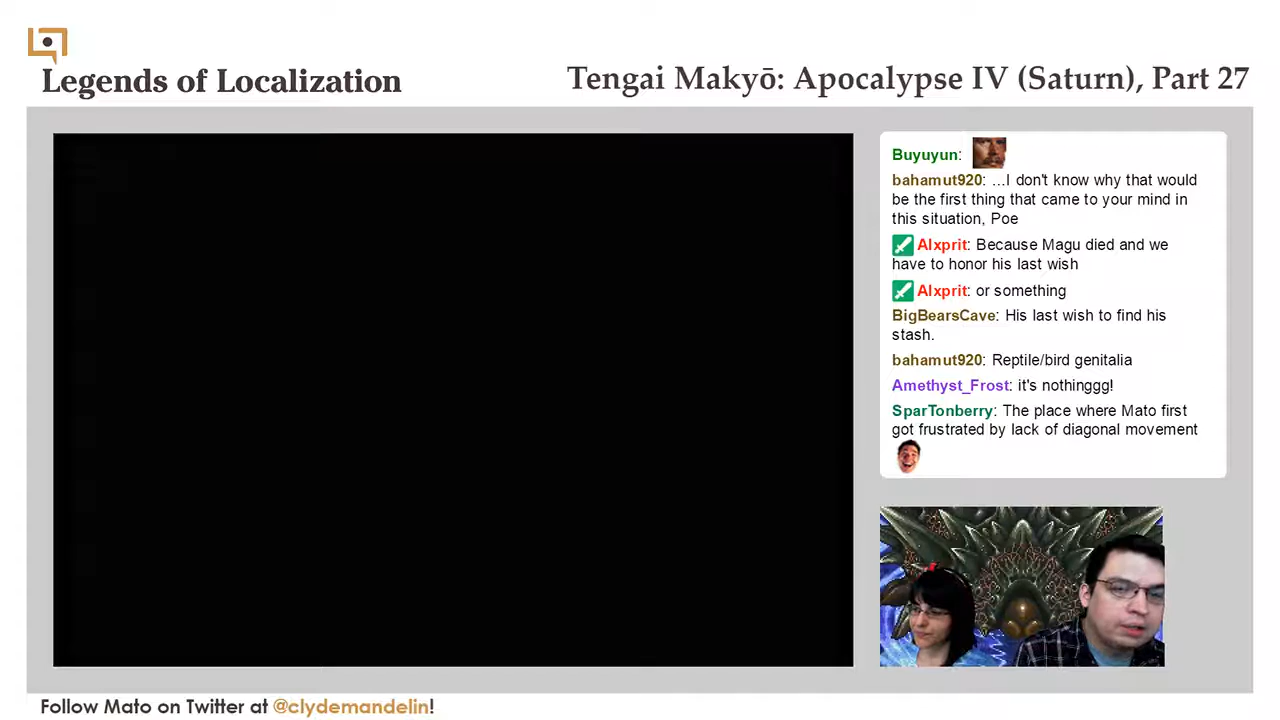 Legends of Localization
Tengai Makyō: Apocalypse IV (Saturn), Part 27
Buyuyun:
bahamut920: ...I don't know why that would
be the first thing that came to your mind in
this situation, Poe
Alxprit: Because Magu died and we
have to honor his last wish
Alxprit: or something
BigBearsCave: His last wish to find his
stash.
bahamut920: Reptile/bird genitalia
Amethyst_Frost: it's nothinggg!
SparTonberry: The place where Mato first
got frustrated by lack of diagonal movement
Follow Mato on Twitter at @clydemandelin!